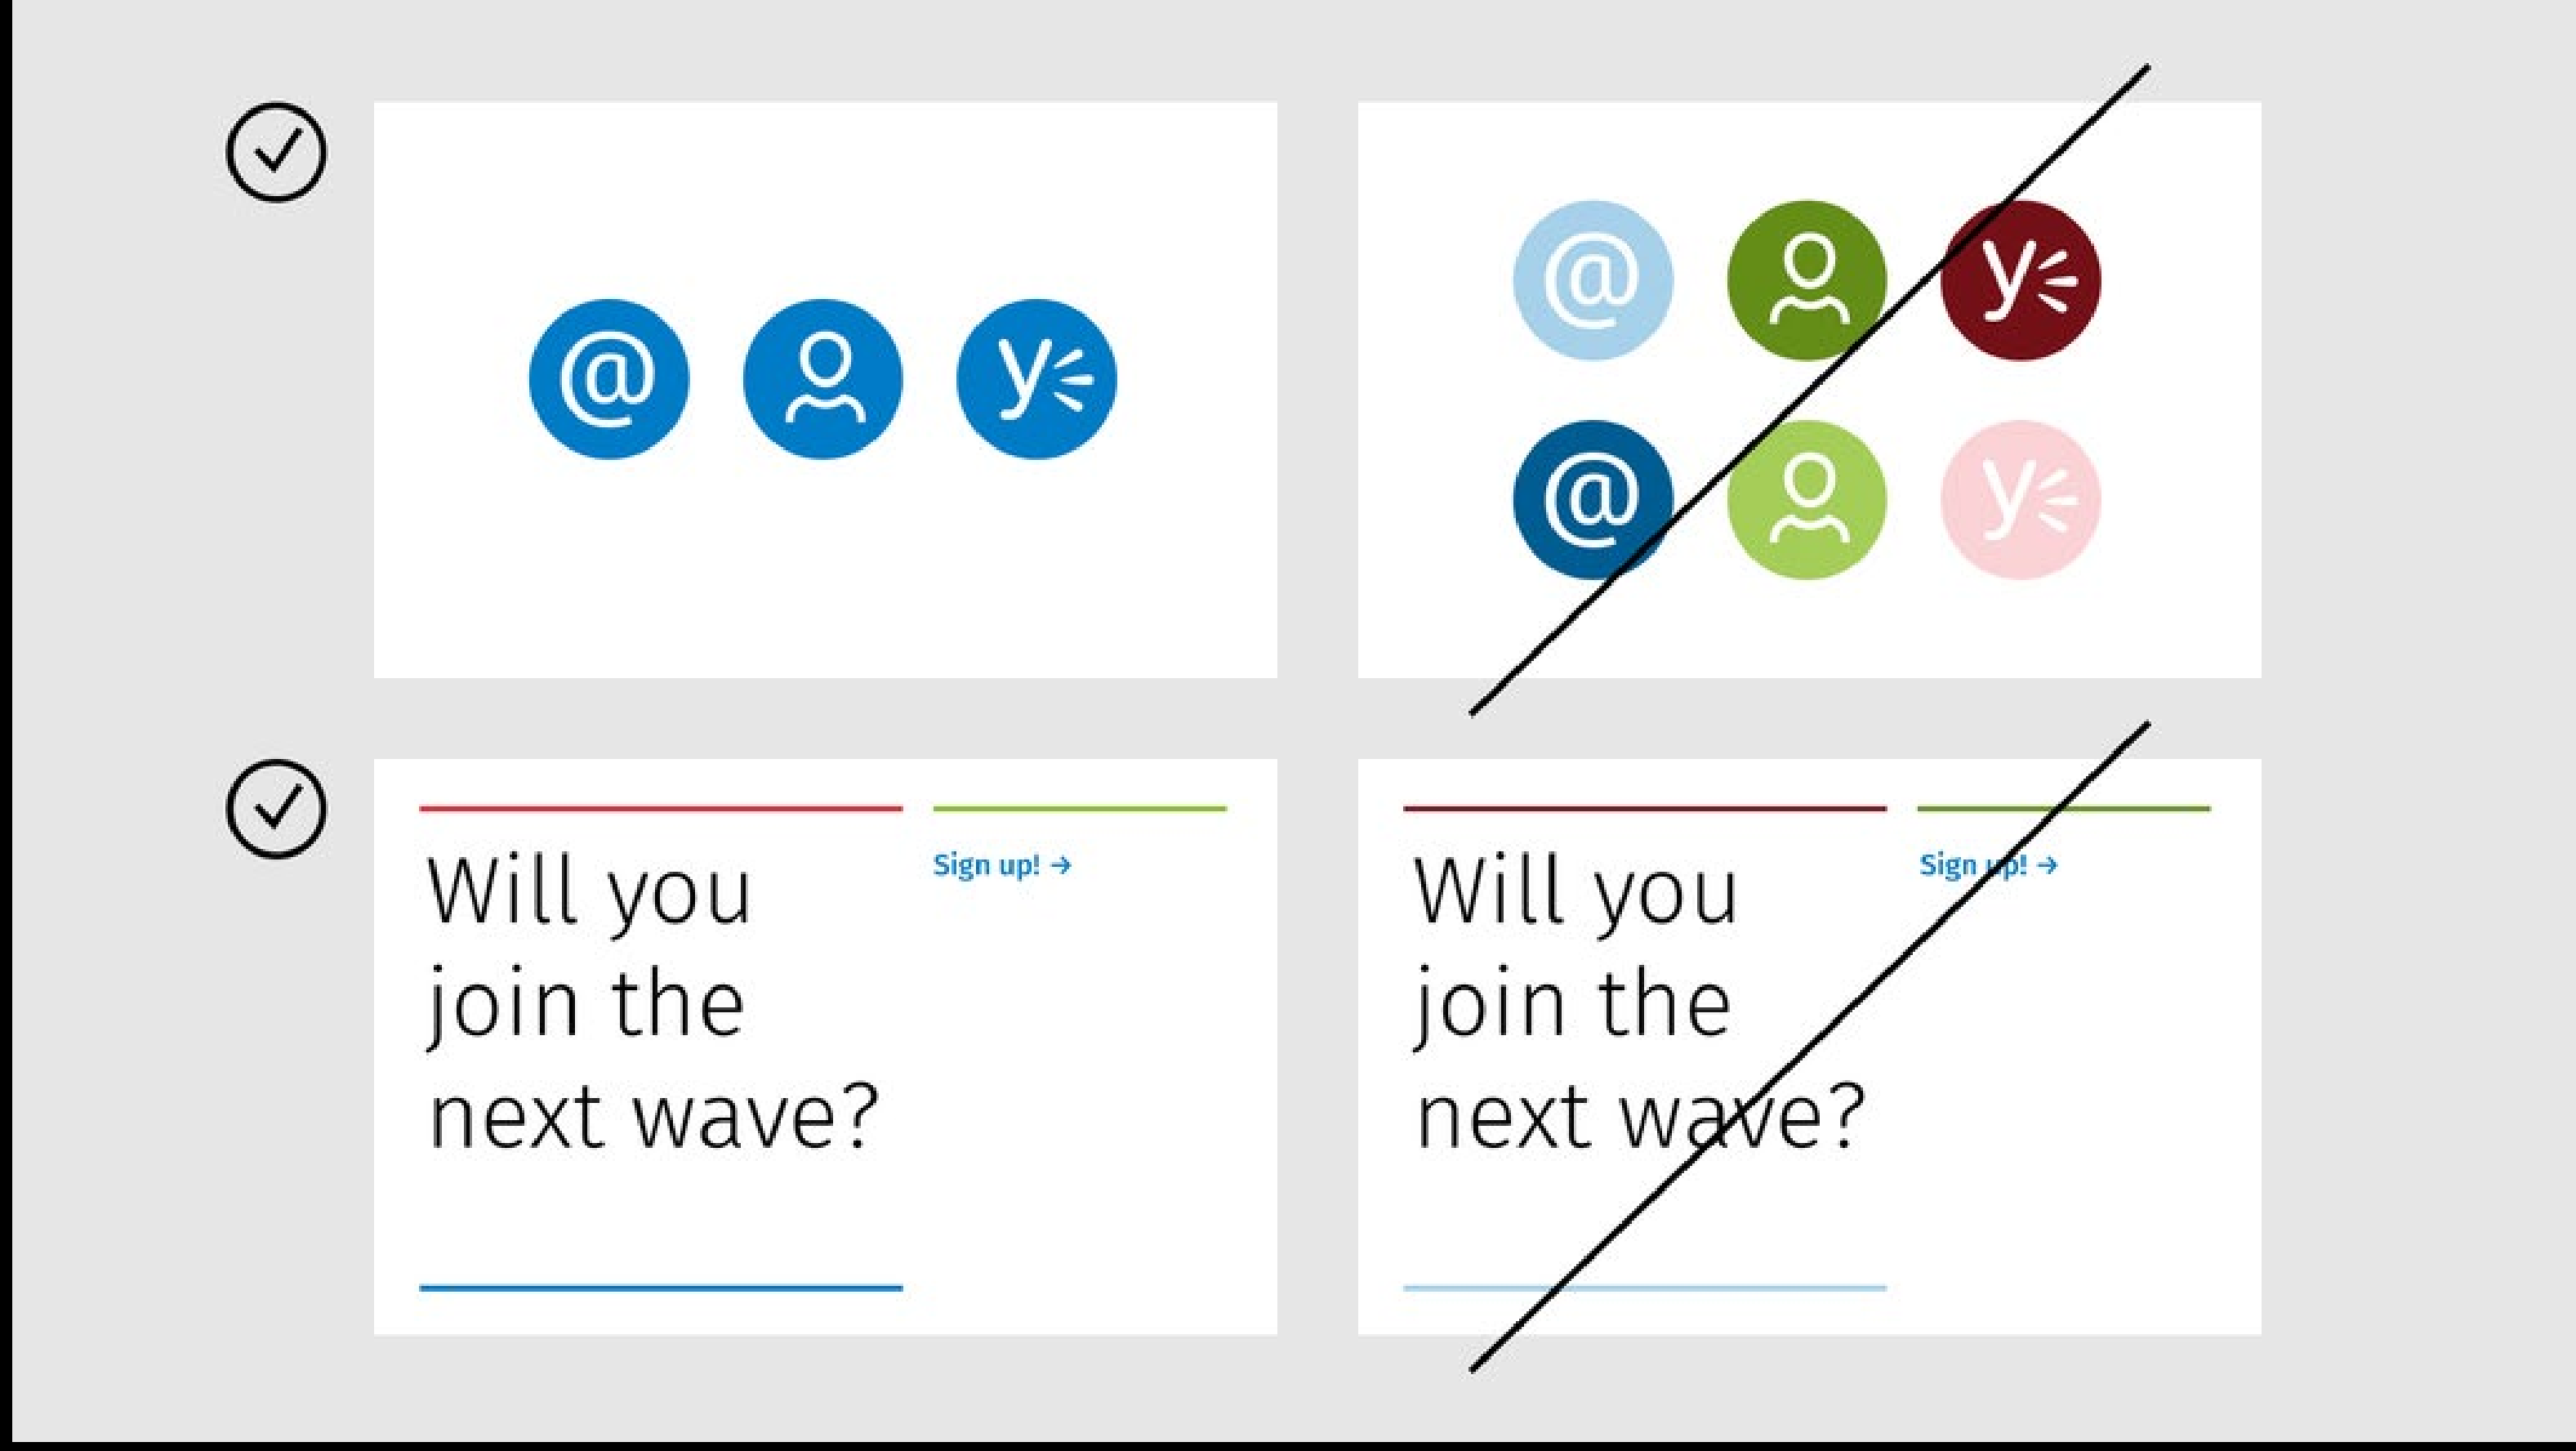 @ y
@ y
@ y
Will you
join the
next wave?
Sign up! →
Will you
join the
next wave?
Sign up! →